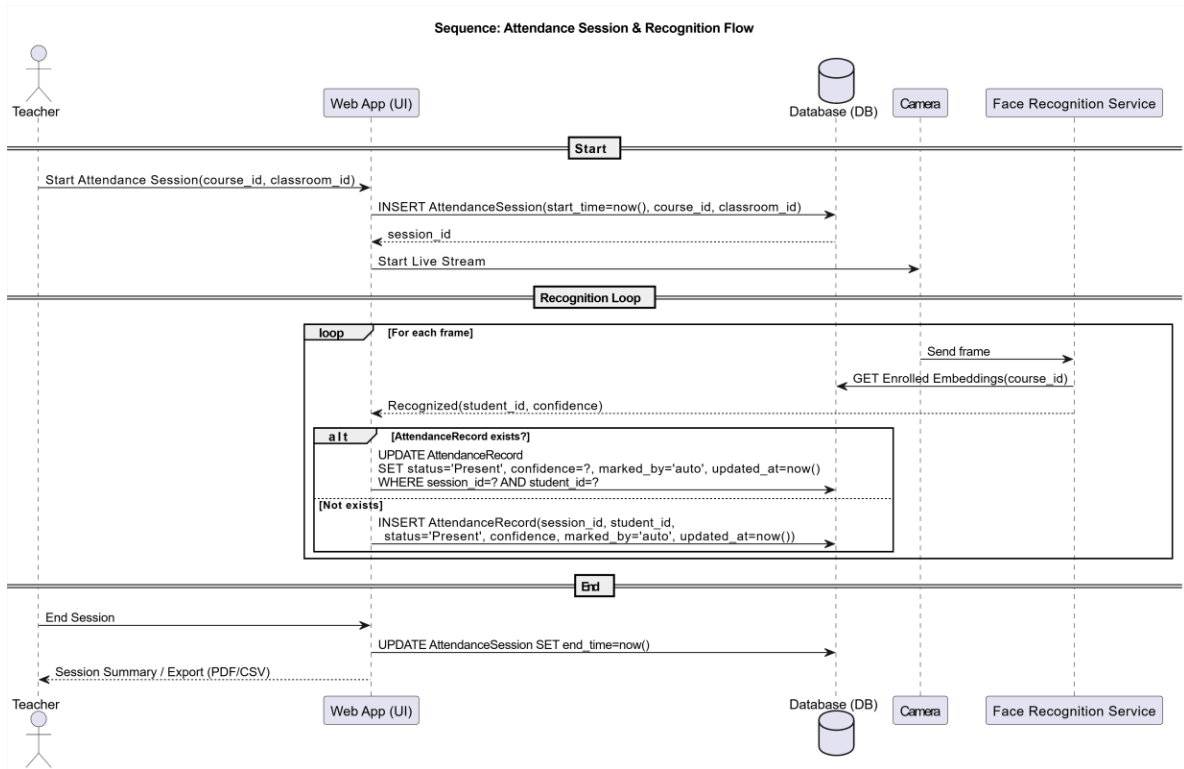 Sequence: Attendance Session & Recognition Flow
Teacher
Web App (UI)
Database (DB)
Camera
Face Recognition Service
Start
Start Attendance Session(course_id, classroom_id)
INSERT AttendanceSession(start_time=now(), course_id, classroom_id)
session_id
Start Live Stream
Recognition Loop
loop
[For each frame]
Send frame
GET Enrolled Embeddings(course_id)
Recognized(student_id, confidence)
alt
[AttendanceRecord exists?]
UPDATE AttendanceRecord
SET status='Present', confidence=?, marked_by='auto', updated_at=now()
WHERE session_id=? AND student_id=?
[Not exists]
INSERT AttendanceRecord(session_id, student_id,
status='Present', confidence, marked_by='auto', updated_at=now())
End
End Session
UPDATE AttendanceSession SET end_time=now()
Session Summary / Export (PDF/CSV)
Teacher
Web App (UI)
Database (DB)
Camera
Face Recognition Service